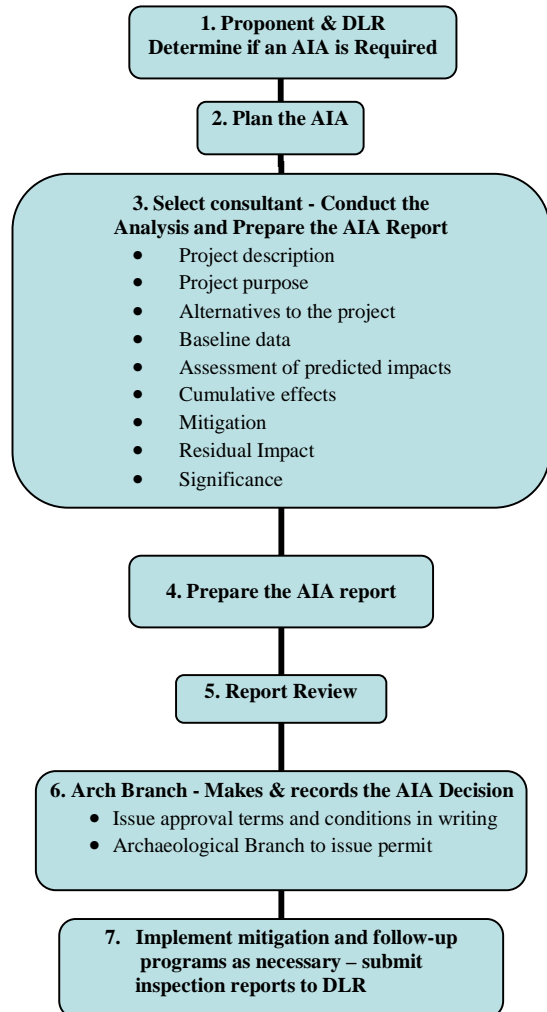 1. Proponent & DLR
Determine if an AIA is Required
2. Plan the AIA
3. Select consultant - Conduct the
Analysis and Prepare the AIA Report
• Project description
• Project purpose
• Alternatives to the project
• Baseline data
• Assessment of predicted impacts
• Cumulative effects
• Mitigation
• Residual Impact
• Significance
4. Prepare the AIA report
5. Report Review
6. Arch Branch - Makes & records the AIA Decision
• Issue approval terms and conditions in writing
• Archaeological Branch to issue permit
7. Implement mitigation and follow-up
programs as necessary – submit
inspection reports to DLR